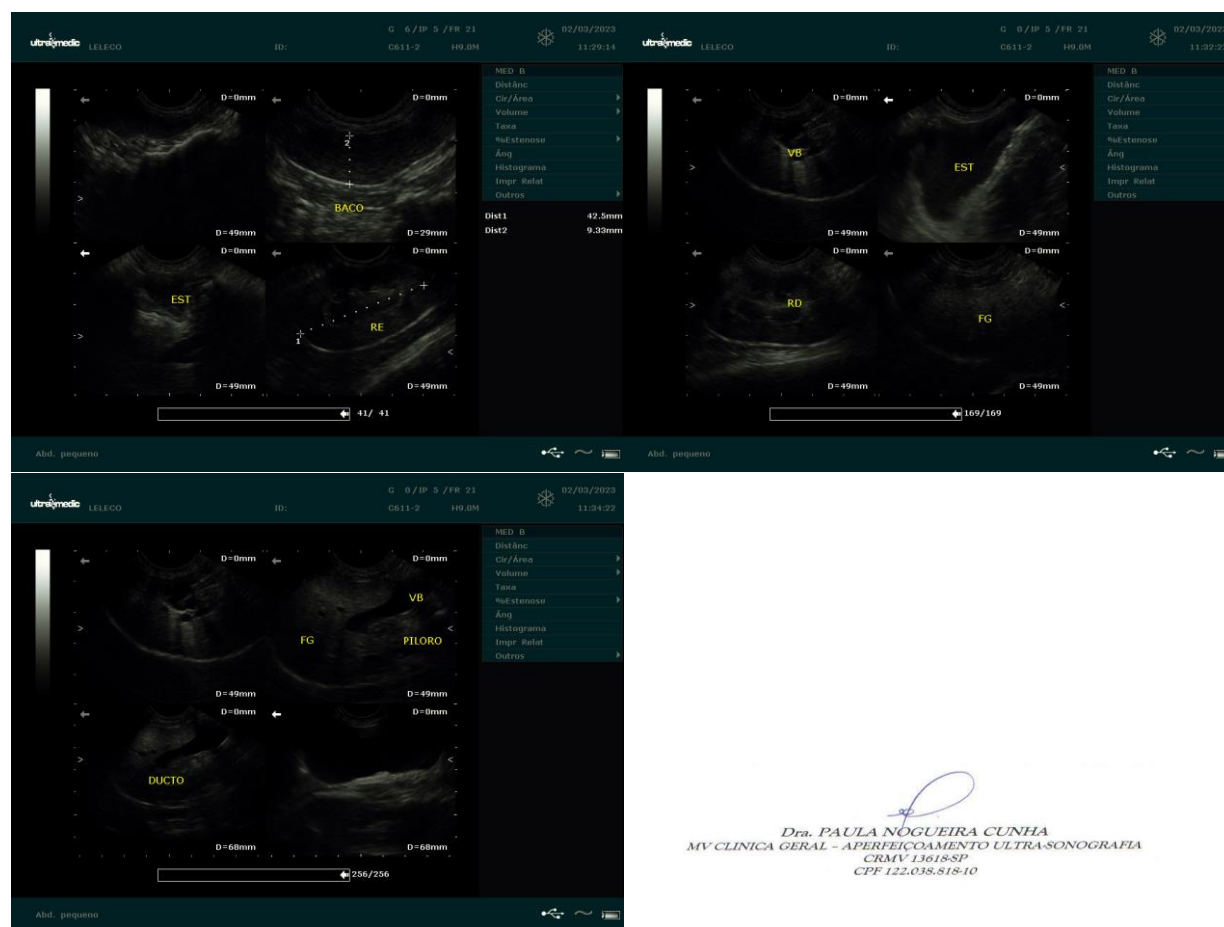 ultramedic LELECO ID: G 6/IP 5 /FR 21 02/03/2023
C611-2 H9.0M 11:29:14
MED B
Distânc
Cir/Área
Volume
Taxa
%Estenose
Âng
Histograma
Impr Relat
Outros
Dist1 42.5mm
Dist2 9.33mm
D=0mm D=0mm
2
BACO
D=49mm D=29mm
D=0mm D=0mm
EST
RE
1
D=49mm D=49mm
41/ 41
Abd. pequeno
ultramedic LELECO ID: G 0/IP 5 /FR 21 02/03/202
C611-2 H9.0M 11:32:2
MED B
Distânc
Cir/Área
Volume
Taxa
%Estenose
Âng
Histograma
Impr Relat
Outros
D=0mm D=0mm
VB
EST
D=49mm D=49mm
D=0mm D=0mm
RD
FG
D=49mm D=49mm
169/169
Abd. pequeno
ultramedic LELECO ID: G 0/IP 5 /FR 21 02/03/2023
C611-2 H9.0M 11:34:22
MED B
Distânc
Cir/Área
Volume
Taxa
%Estenose
Âng
Histograma
Impr Relat
Outros
D=0mm D=0mm
VB
FG PILORO
D=49mm D=49mm
D=0mm D=0mm
DUCTO
D=68mm D=68mm
256/256
Abd. pequeno
Dra. PAULA NOGUEIRA CUNHA
MV CLINICA GERAL – APERFEIÇOAMENTO ULTRA-SONOGRAFIA
CRMV 13618-SP
CPF 122.038.818-10